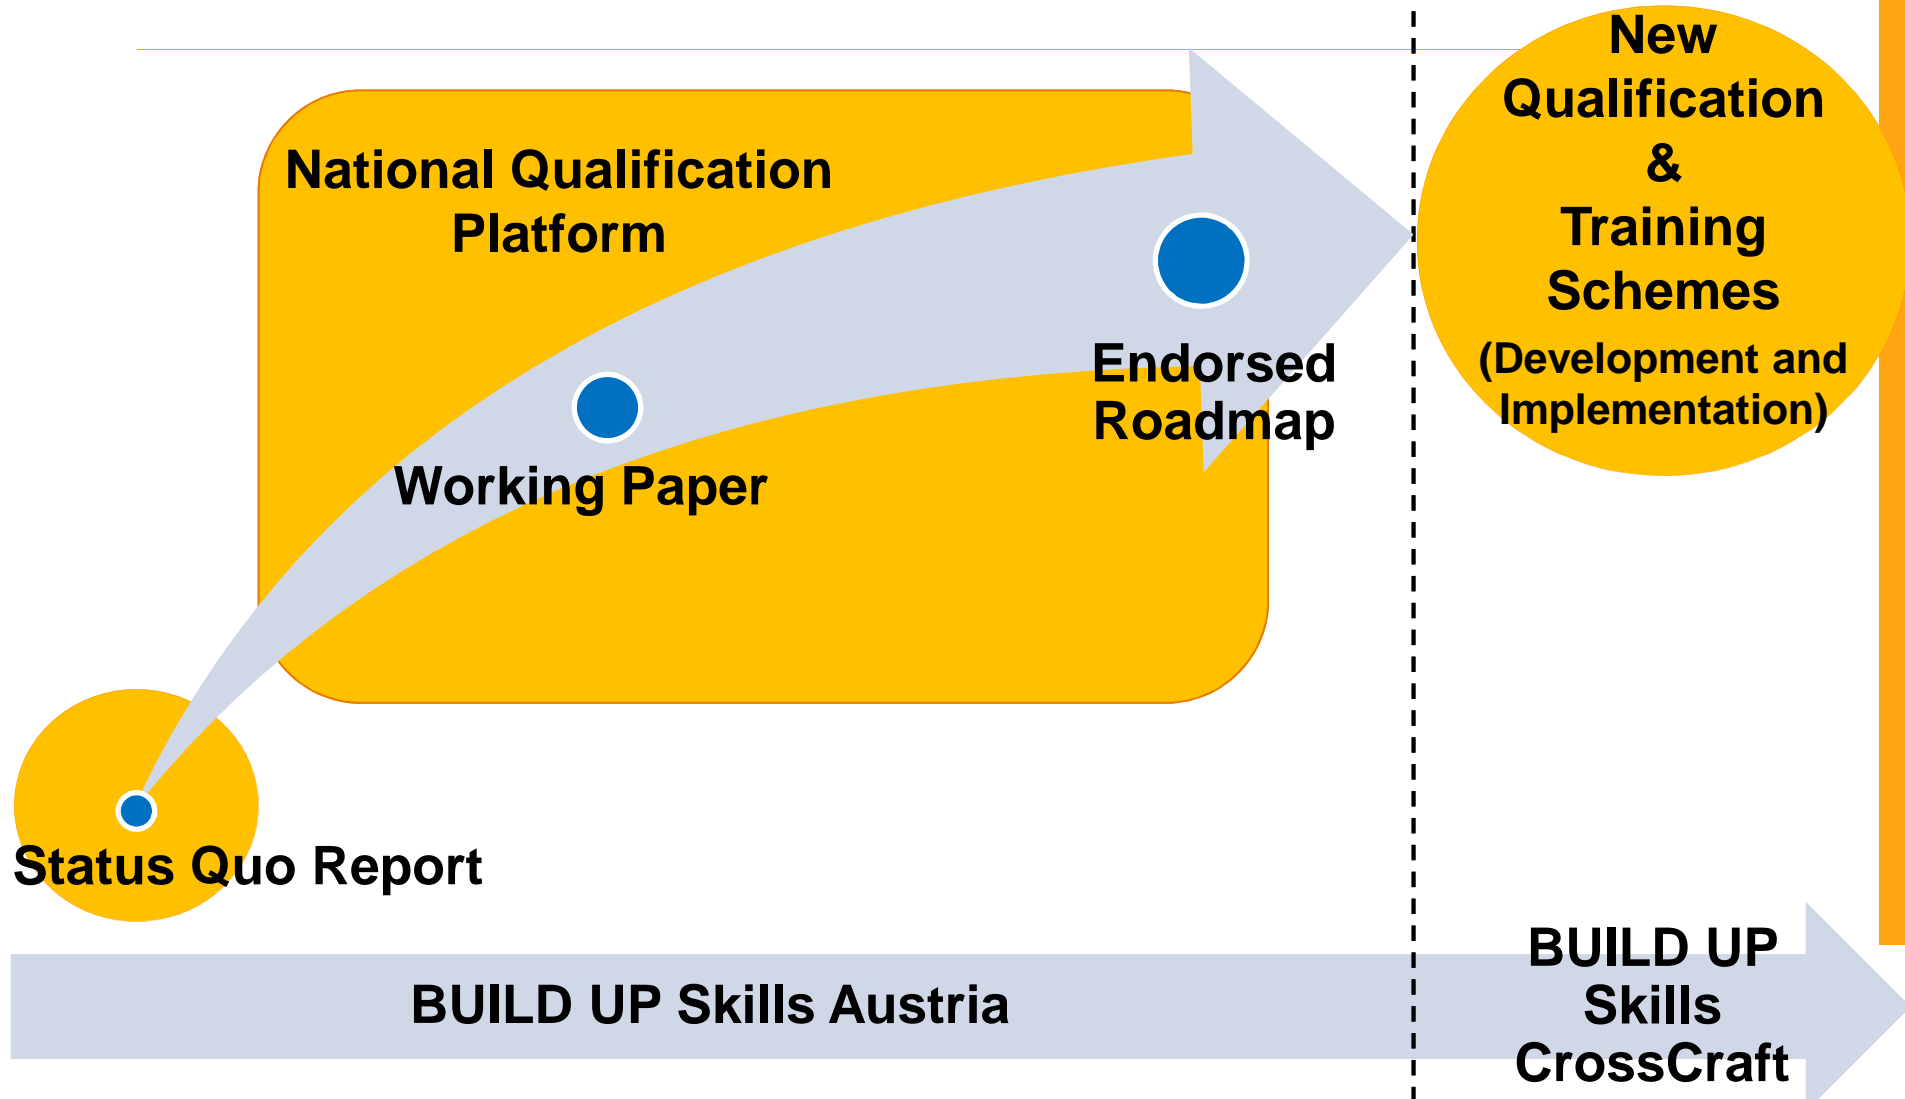 National Qualification
Platform
Working Paper
Endorsed
Roadmap
Status Quo Report
New
Qualification
&
Training
Schemes
(Development and
Implementation)
BUILD UP Skills Austria
BUILD UP
Skills
CrossCraft